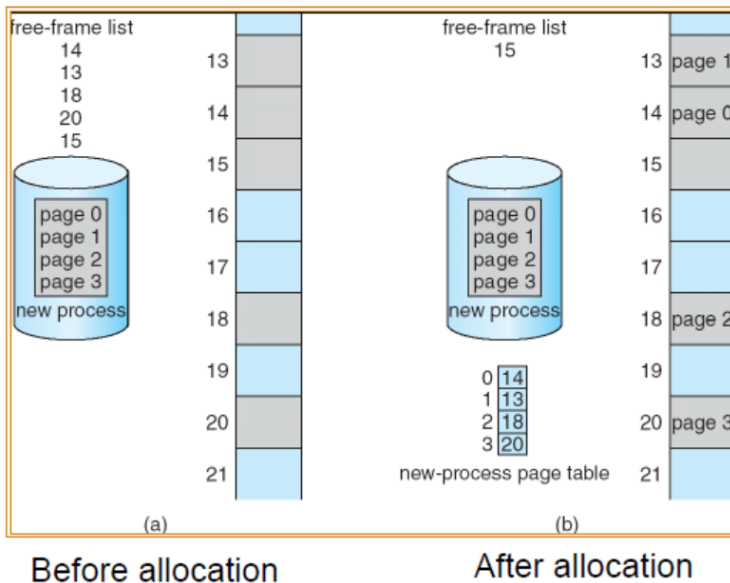 free-frame list
14
13
18
20
15
page 0
page 1
page 2
page 3
new process
13
14
15
16
17
18
19
20
21
(a)
free-frame list
15
page 0
page 1
page 2
page 3
new process
0 14
1 13
2 18
3 20
new-process page table
13 page 1
14 page 0
15
16
17
18 page 2
19
20 page 3
21
(b)
Before allocation
After allocation